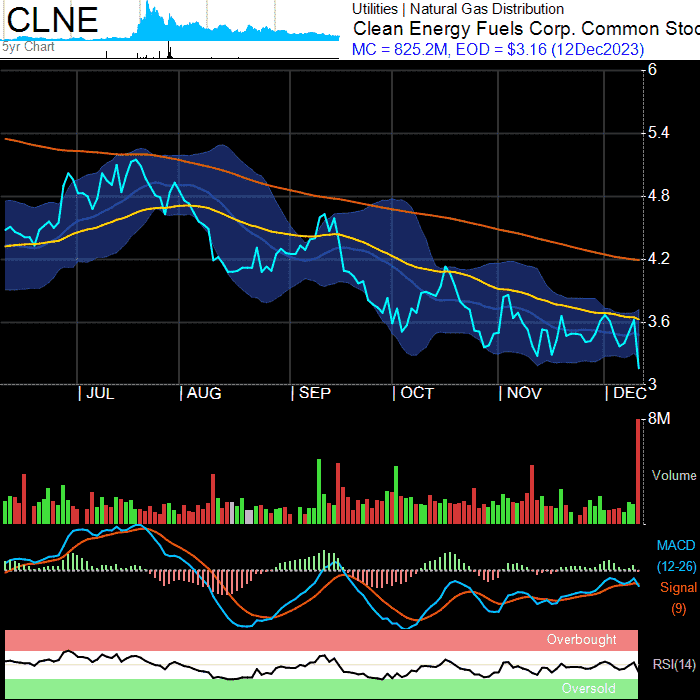 CLNE
5yr Chart
Utilities | Natural Gas Distribution
Clean Energy Fuels Corp. Common Stoc
MC = 825.2M, EOD = $3.16 (12Dec2023)
6
5.4
4.8
4.2
3.6
3
JUL
AUG
SEP
OCT
NOV
DEC
8M
Volume
MACD
(12-26)
Signal
(9)
Overbought
RSI(14)
Oversold